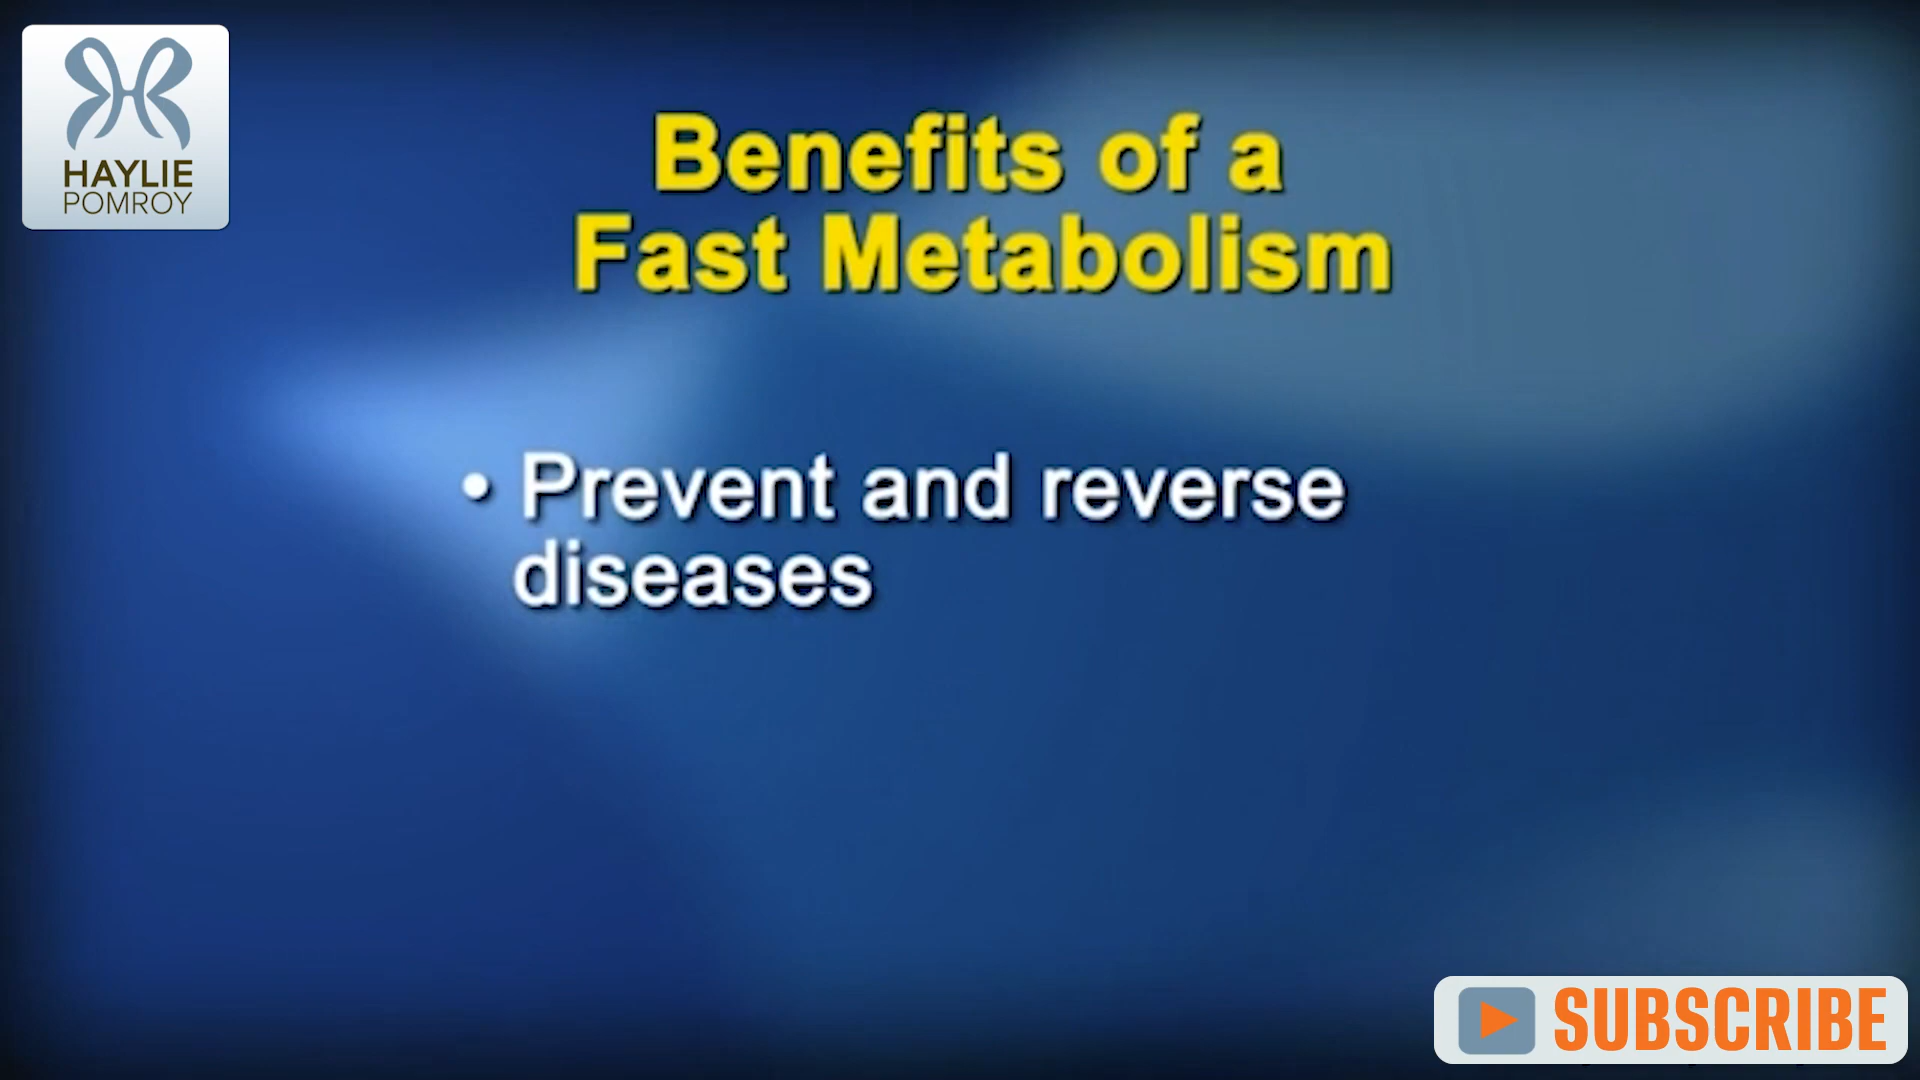 HAYLIE
POMROY
Benefits of a
Fast Metabolism
• Prevent and reverse
diseases
SUBSCRIBE